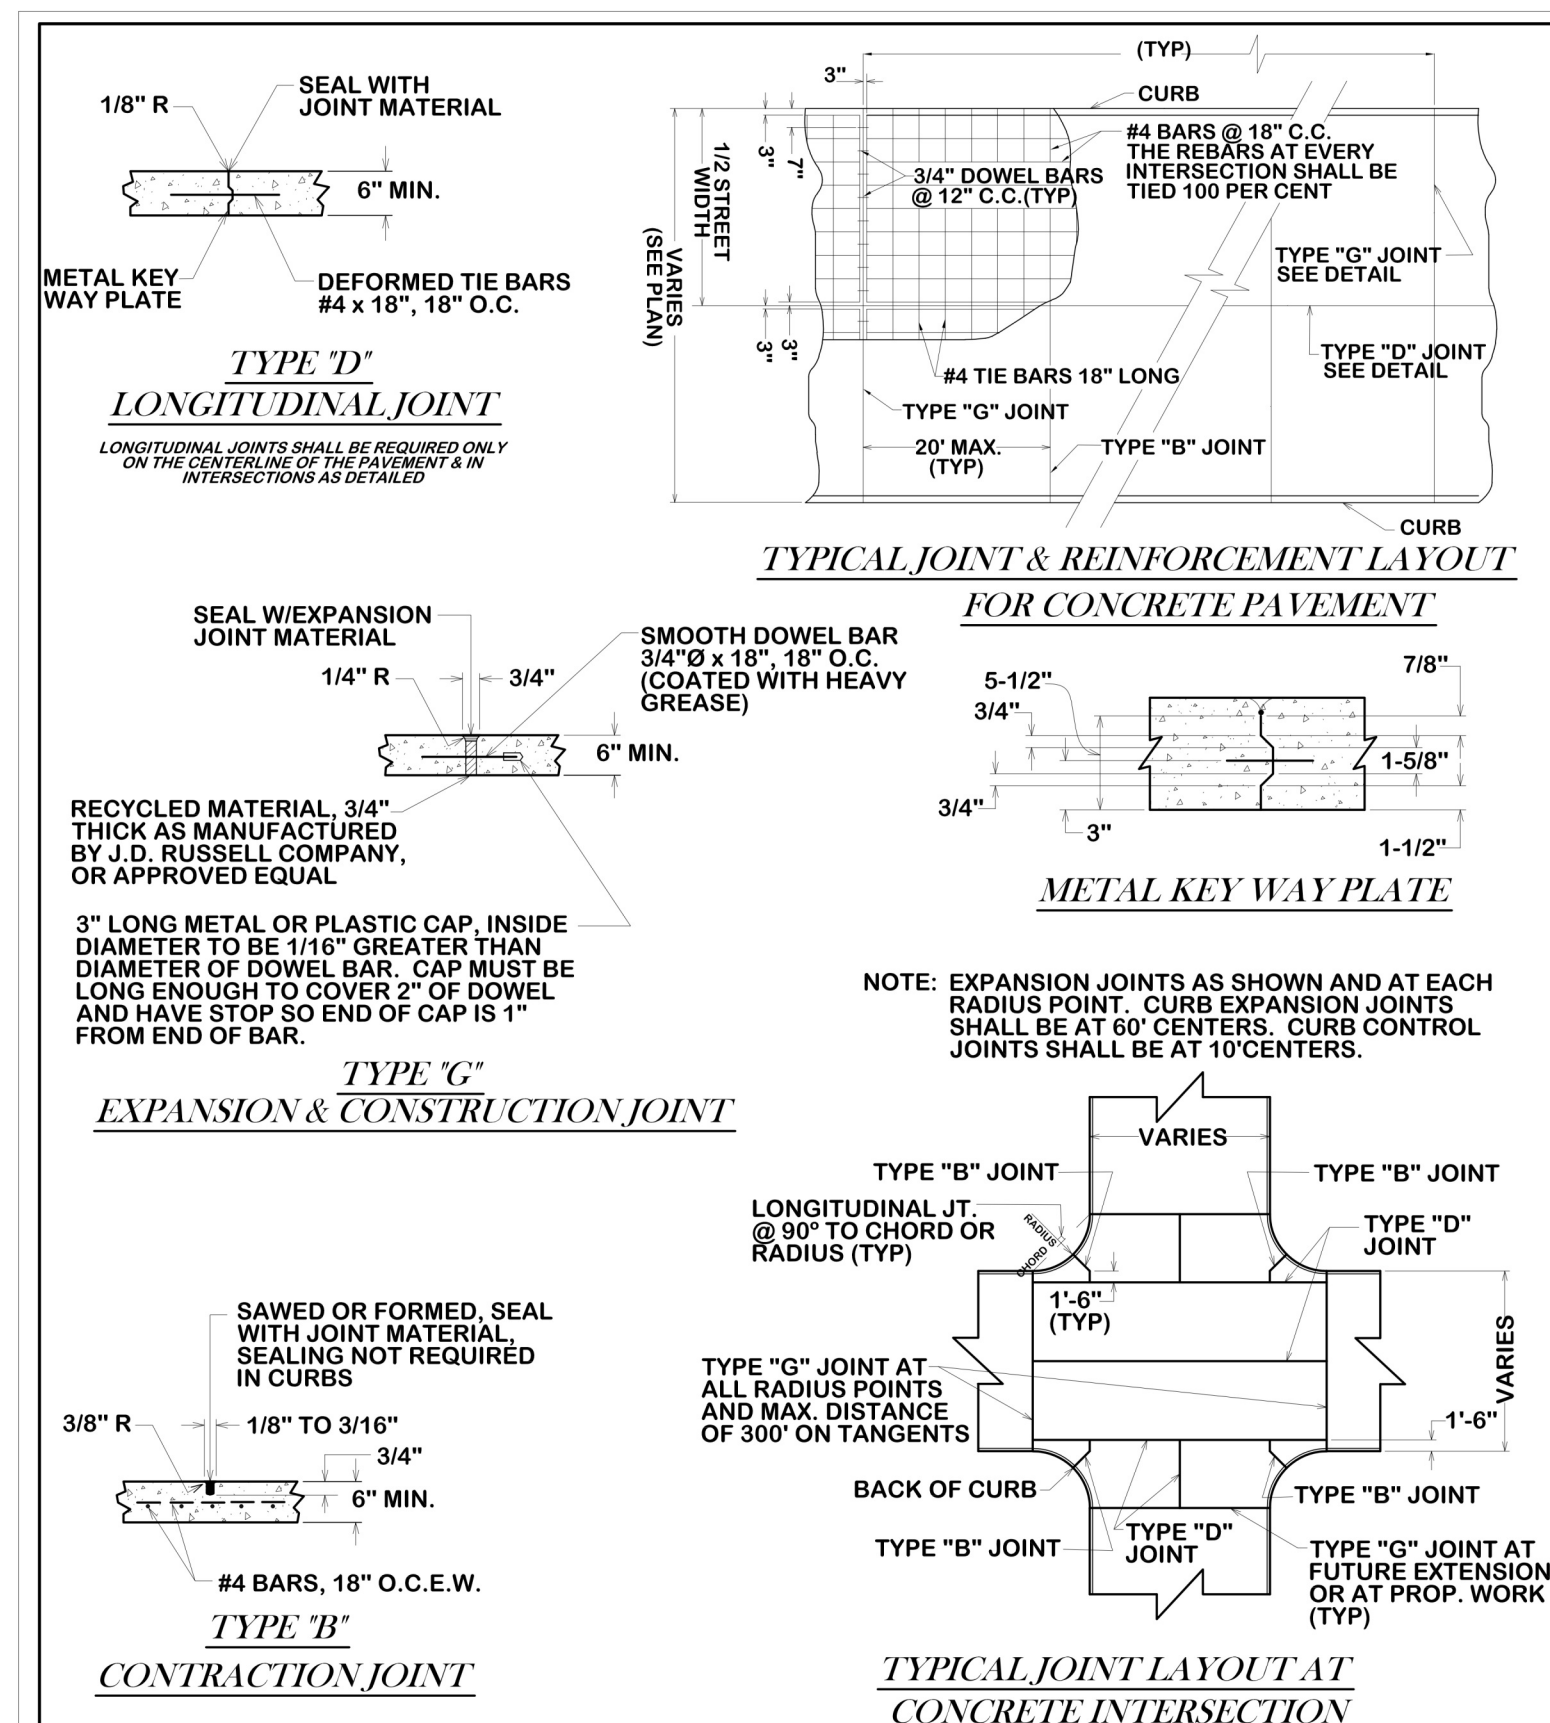 1/8" R
SEAL WITH
JOINT MATERIAL
6" MIN.
METAL KEY
WAY PLATE
DEFORMED TIE BARS
#4 x 18", 18" O.C.
TYPE "D"
LONGITUDINAL JOINT
LONGITUDINAL JOINTS SHALL BE REQUIRED ONLY
ON THE CENTERLINE OF THE PAVEMENT & IN
INTERSECTIONS AS DETAILED
(TYP)
3"
CURB
#4 BARS @ 18" C.C.
THE REBARS AT EVERY
INTERSECTION SHALL BE
TIED 100 PER CENT
3"
7"
1/2 STREET
WIDTH
3/4" DOWEL BARS
@ 12" C.C.(TYP)
VARIES
(SEE PLAN)
TYPE "G" JOINT
SEE DETAIL
3"
3"
TYPE "D" JOINT
SEE DETAIL
#4 TIE BARS 18" LONG
TYPE "G" JOINT
20' MAX.
(TYP)
TYPE "B" JOINT
CURB
TYPICAL JOINT & REINFORCEMENT LAYOUT
FOR CONCRETE PAVEMENT
SEAL W/EXPANSION
JOINT MATERIAL
1/4" R
3/4"
SMOOTH DOWEL BAR
3/4"Ø x 18", 18" O.C.
(COATED WITH HEAVY
GREASE)
6" MIN.
RECYCLED MATERIAL, 3/4"
THICK AS MANUFACTURED
BY J.D. RUSSELL COMPANY,
OR APPROVED EQUAL
3" LONG METAL OR PLASTIC CAP, INSIDE
DIAMETER TO BE 1/16" GREATER THAN
DIAMETER OF DOWEL BAR. CAP MUST BE
LONG ENOUGH TO COVER 2" OF DOWEL
AND HAVE STOP SO END OF CAP IS 1"
FROM END OF BAR.
TYPE "G"
EXPANSION & CONSTRUCTION JOINT
5-1/2"
3/4"
3/4"
3"
7/8"
1-5/8"
1-1/2"
METAL KEY WAY PLATE
NOTE: EXPANSION JOINTS AS SHOWN AND AT EACH
RADIUS POINT. CURB EXPANSION JOINTS
SHALL BE AT 60' CENTERS. CURB CONTROL
JOINTS SHALL BE AT 10'CENTERS.
VARIES
TYPE "B" JOINT
TYPE "B" JOINT
LONGITUDINAL JT.
@ 90º TO CHORD OR
RADIUS (TYP)
RADIUS
CHORD
TYPE "D"
JOINT
1'-6"
(TYP)
VARIES
TYPE "G" JOINT AT
ALL RADIUS POINTS
AND MAX. DISTANCE
OF 300' ON TANGENTS
1'-6"
BACK OF CURB
TYPE "B" JOINT
TYPE "B" JOINT
TYPE "D"
JOINT
TYPE "G" JOINT AT
FUTURE EXTENSION
OR AT PROP. WORK
(TYP)
TYPICAL JOINT LAYOUT AT
CONCRETE INTERSECTION
SAWED OR FORMED, SEAL
WITH JOINT MATERIAL,
SEALING NOT REQUIRED
IN CURBS
3/8" R
1/8" TO 3/16"
3/4"
6" MIN.
#4 BARS, 18" O.C.E.W.
TYPE "B"
CONTRACTION JOINT